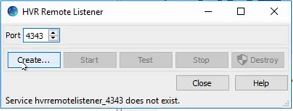 HVR Remote Listener
Port 4343
Create... Start Test Stop Destroy
Close Help
Service hvrremotelistener_4343 does not exist.